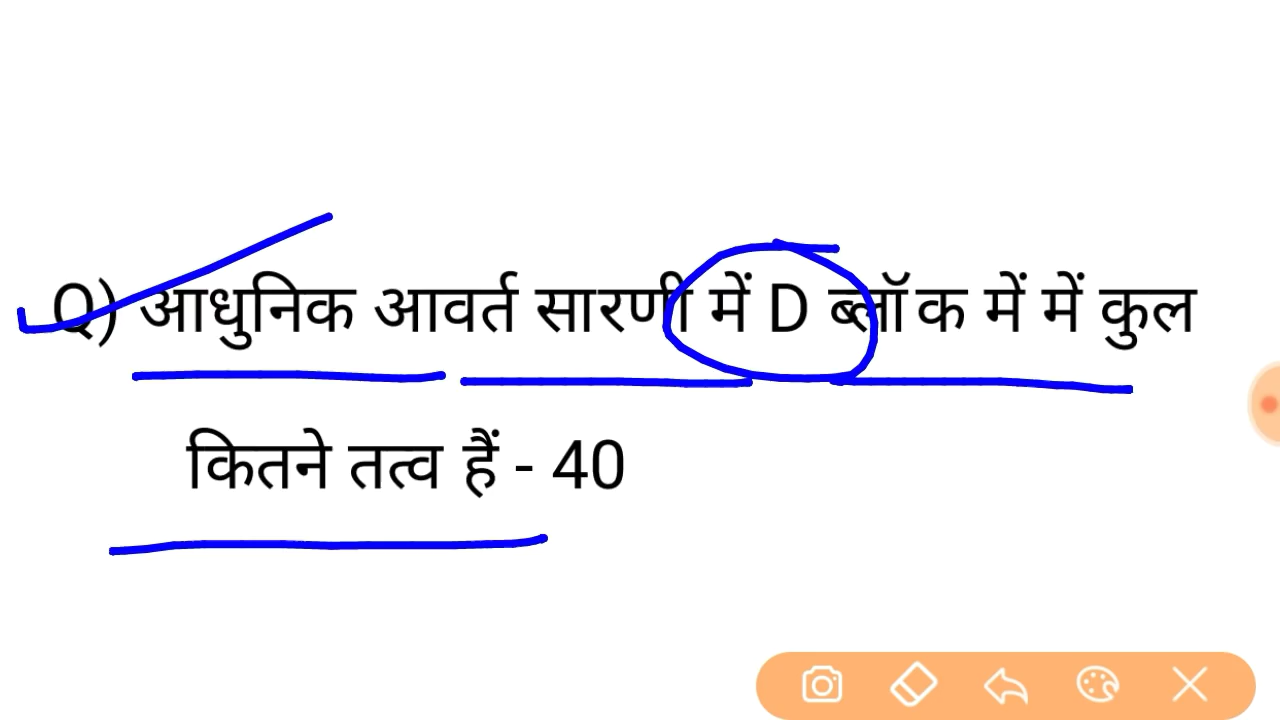 Q) आधुनिक आवर्त सारणी में D ब्लॉक में में कुल
कितने तत्व हैं - 40